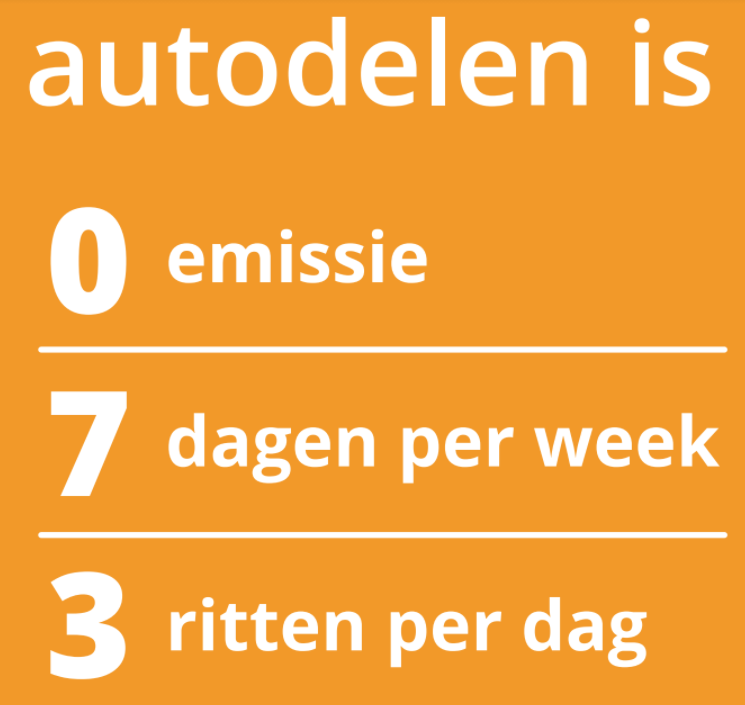 autodelen is
0 emissie
7 dagen per week
3 ritten per dag